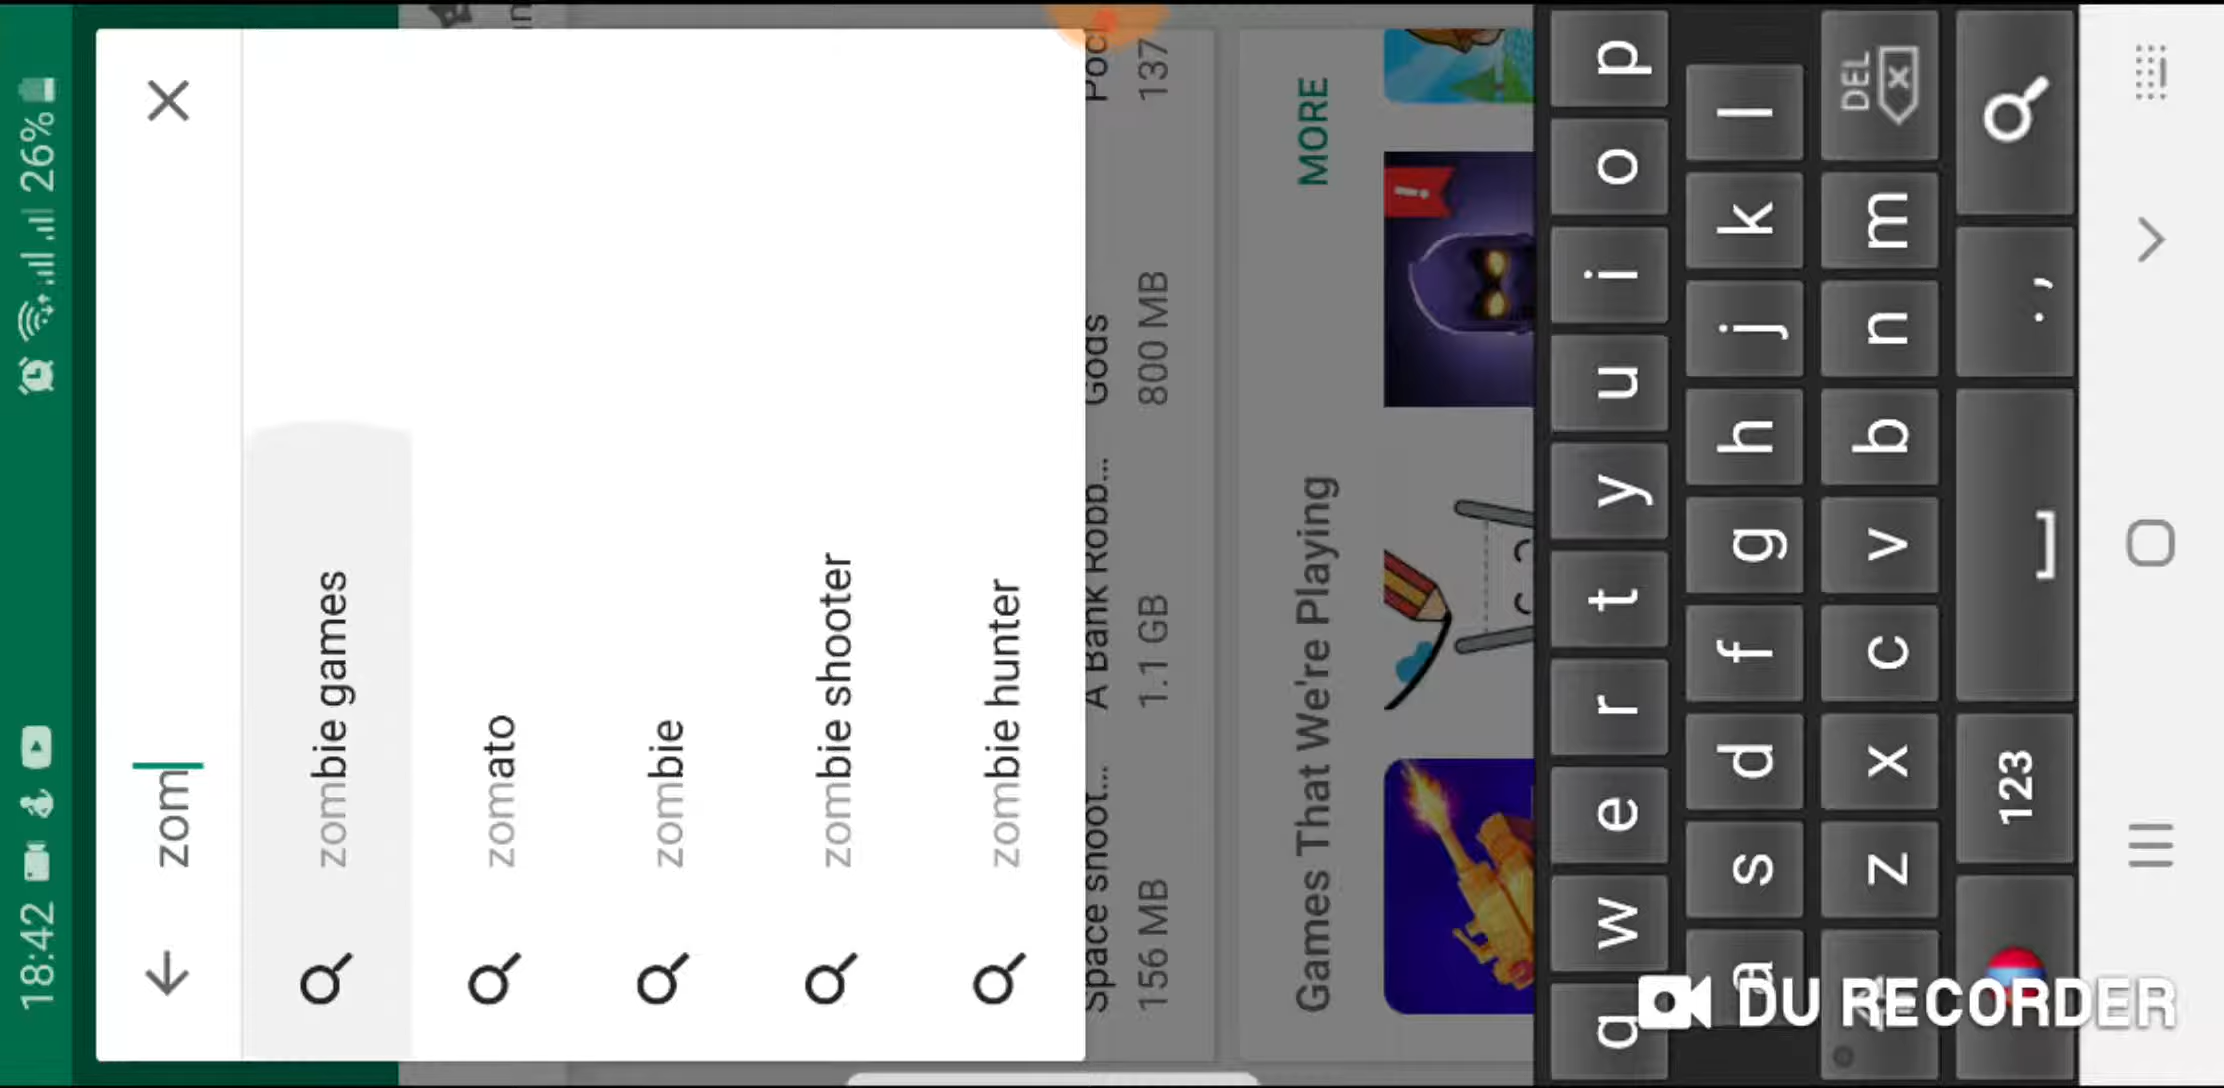 18:42 26%
zom
zombie games
zomato
zombie
zombie shooter
zombie hunter
Space shoot... A Bank Robb... Gods
156 MB 1.1 GB 800 MB 137
Games That We're Playing MORE
q w e r t y u i o p
a s d f g h j k l
z x c v b n m DEL
123 . ,
DU RECORDER